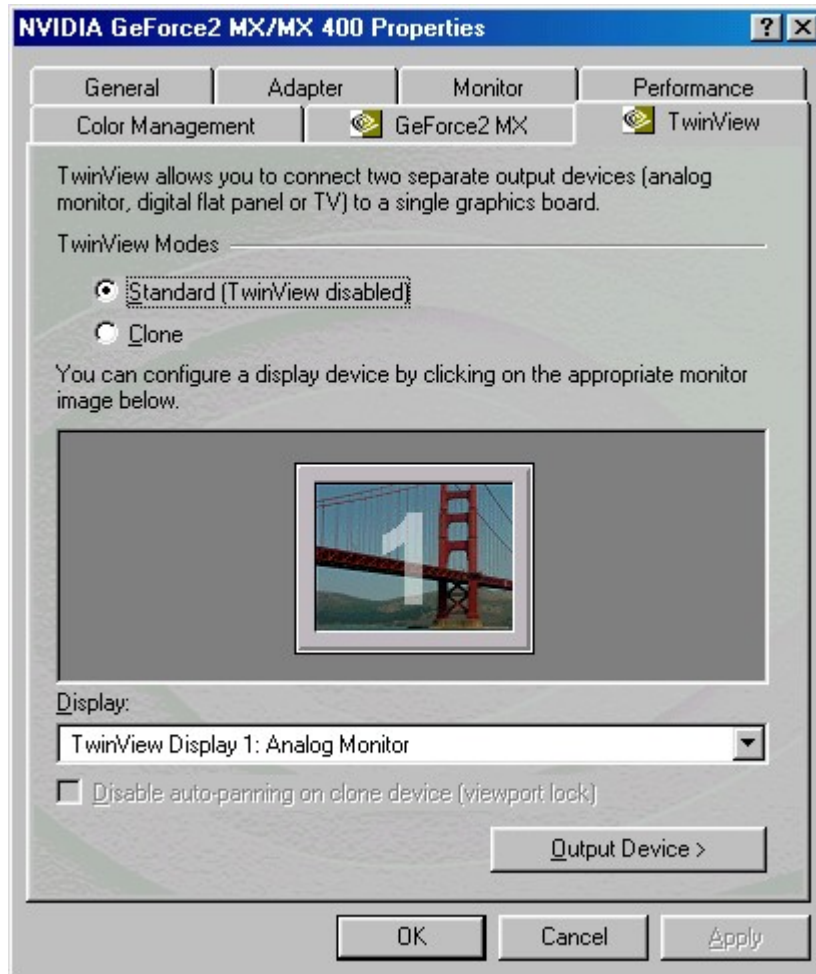 NVIDIA GeForce2 MX/MX 400 Properties
General
Adapter
Monitor
Performance
Color Management
GeForce2 MX
TwinView
TwinView allows you to connect two separate output devices (analog
monitor, digital flat panel or TV) to a single graphics board.
TwinView Modes
Standard (TwinView disabled)
Clone
You can configure a display device by clicking on the appropriate monitor
image below.
1
Display:
TwinView Display 1: Analog Monitor
Disable auto-panning on clone device (viewport lock)
Output Device >
OK
Cancel
Apply